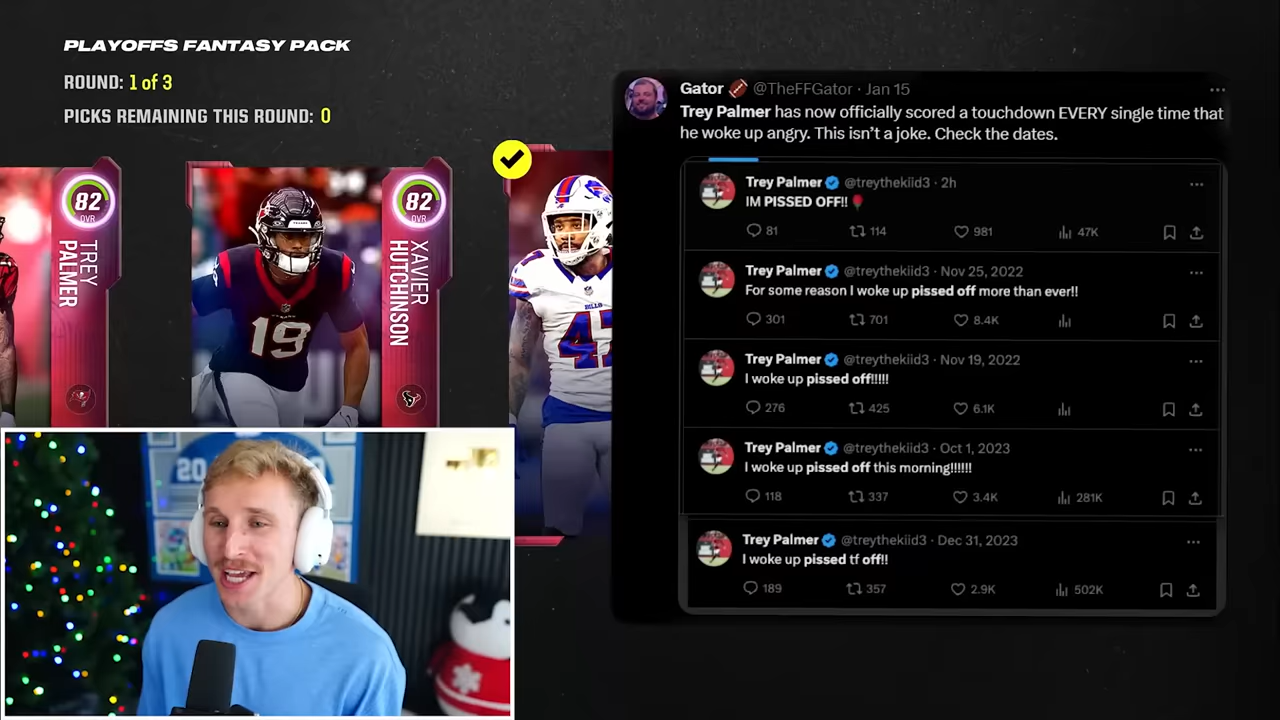 PLAYOFFS FANTASY PACK
ROUND: 1 of 3
PICKS REMAINING THIS ROUND: 0
82
OVR
TREY
PALMER
82
OVR
XAVIER
HUTCHINSON
19
BILLS
47
20
Gator 🏈 @TheFFGator · Jan 15
Trey Palmer has now officially scored a touchdown EVERY single time that
he woke up angry. This isn’t a joke. Check the dates.
Trey Palmer @treythekiid3 · 2h
IM PISSED OFF!! 🌹
81 114 981 47K
Trey Palmer @treythekiid3 · Nov 25, 2022
For some reason I woke up pissed off more than ever!!
301 701 8.4K
Trey Palmer @treythekiid3 · Nov 19, 2022
I woke up pissed off!!!!!
276 425 6.1K
Trey Palmer @treythekiid3 · Oct 1, 2023
I woke up pissed off this morning!!!!!!
118 337 3.4K 281K
Trey Palmer @treythekiid3 · Dec 31, 2023
I woke up pissed tf off!!
189 357 2.9K 502K